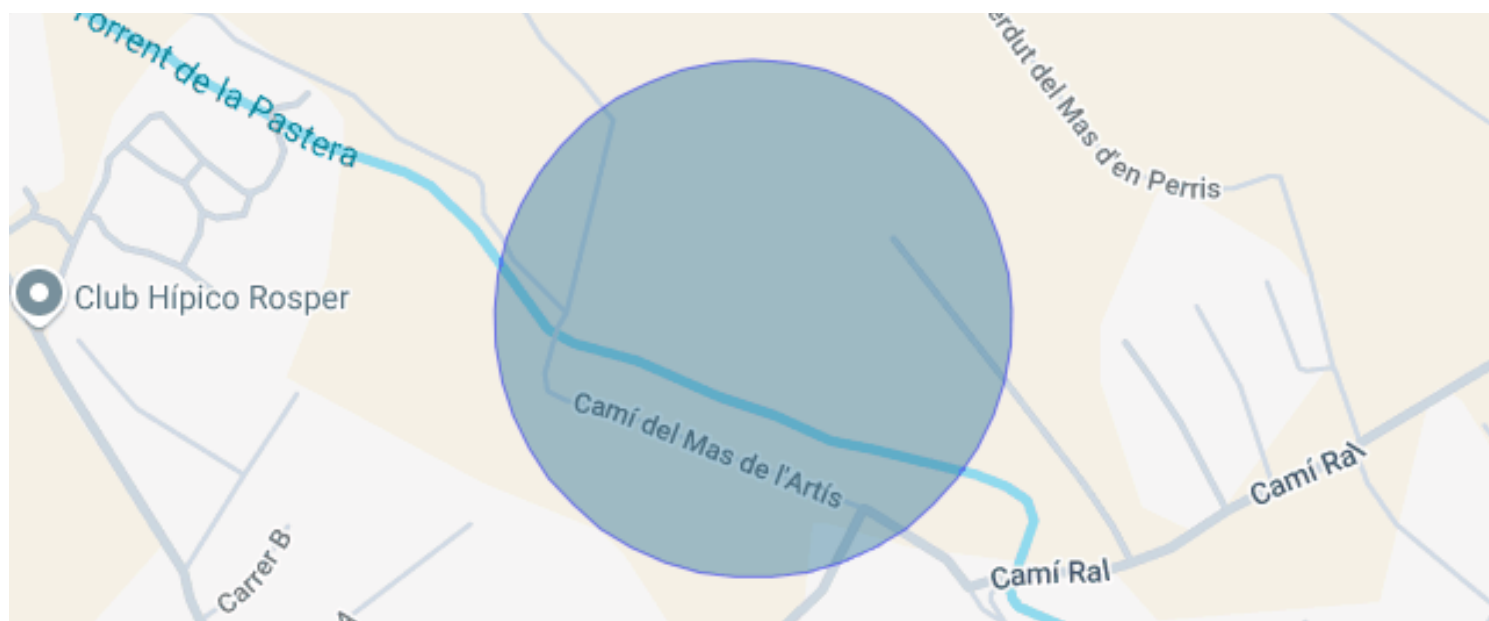 Torrent de la Pastera
erdut del Mas d'en Perris
Club Hípico Rosper
Camí del Mas de l'Artís
Camí Ral
Camí Ral
Carrer B